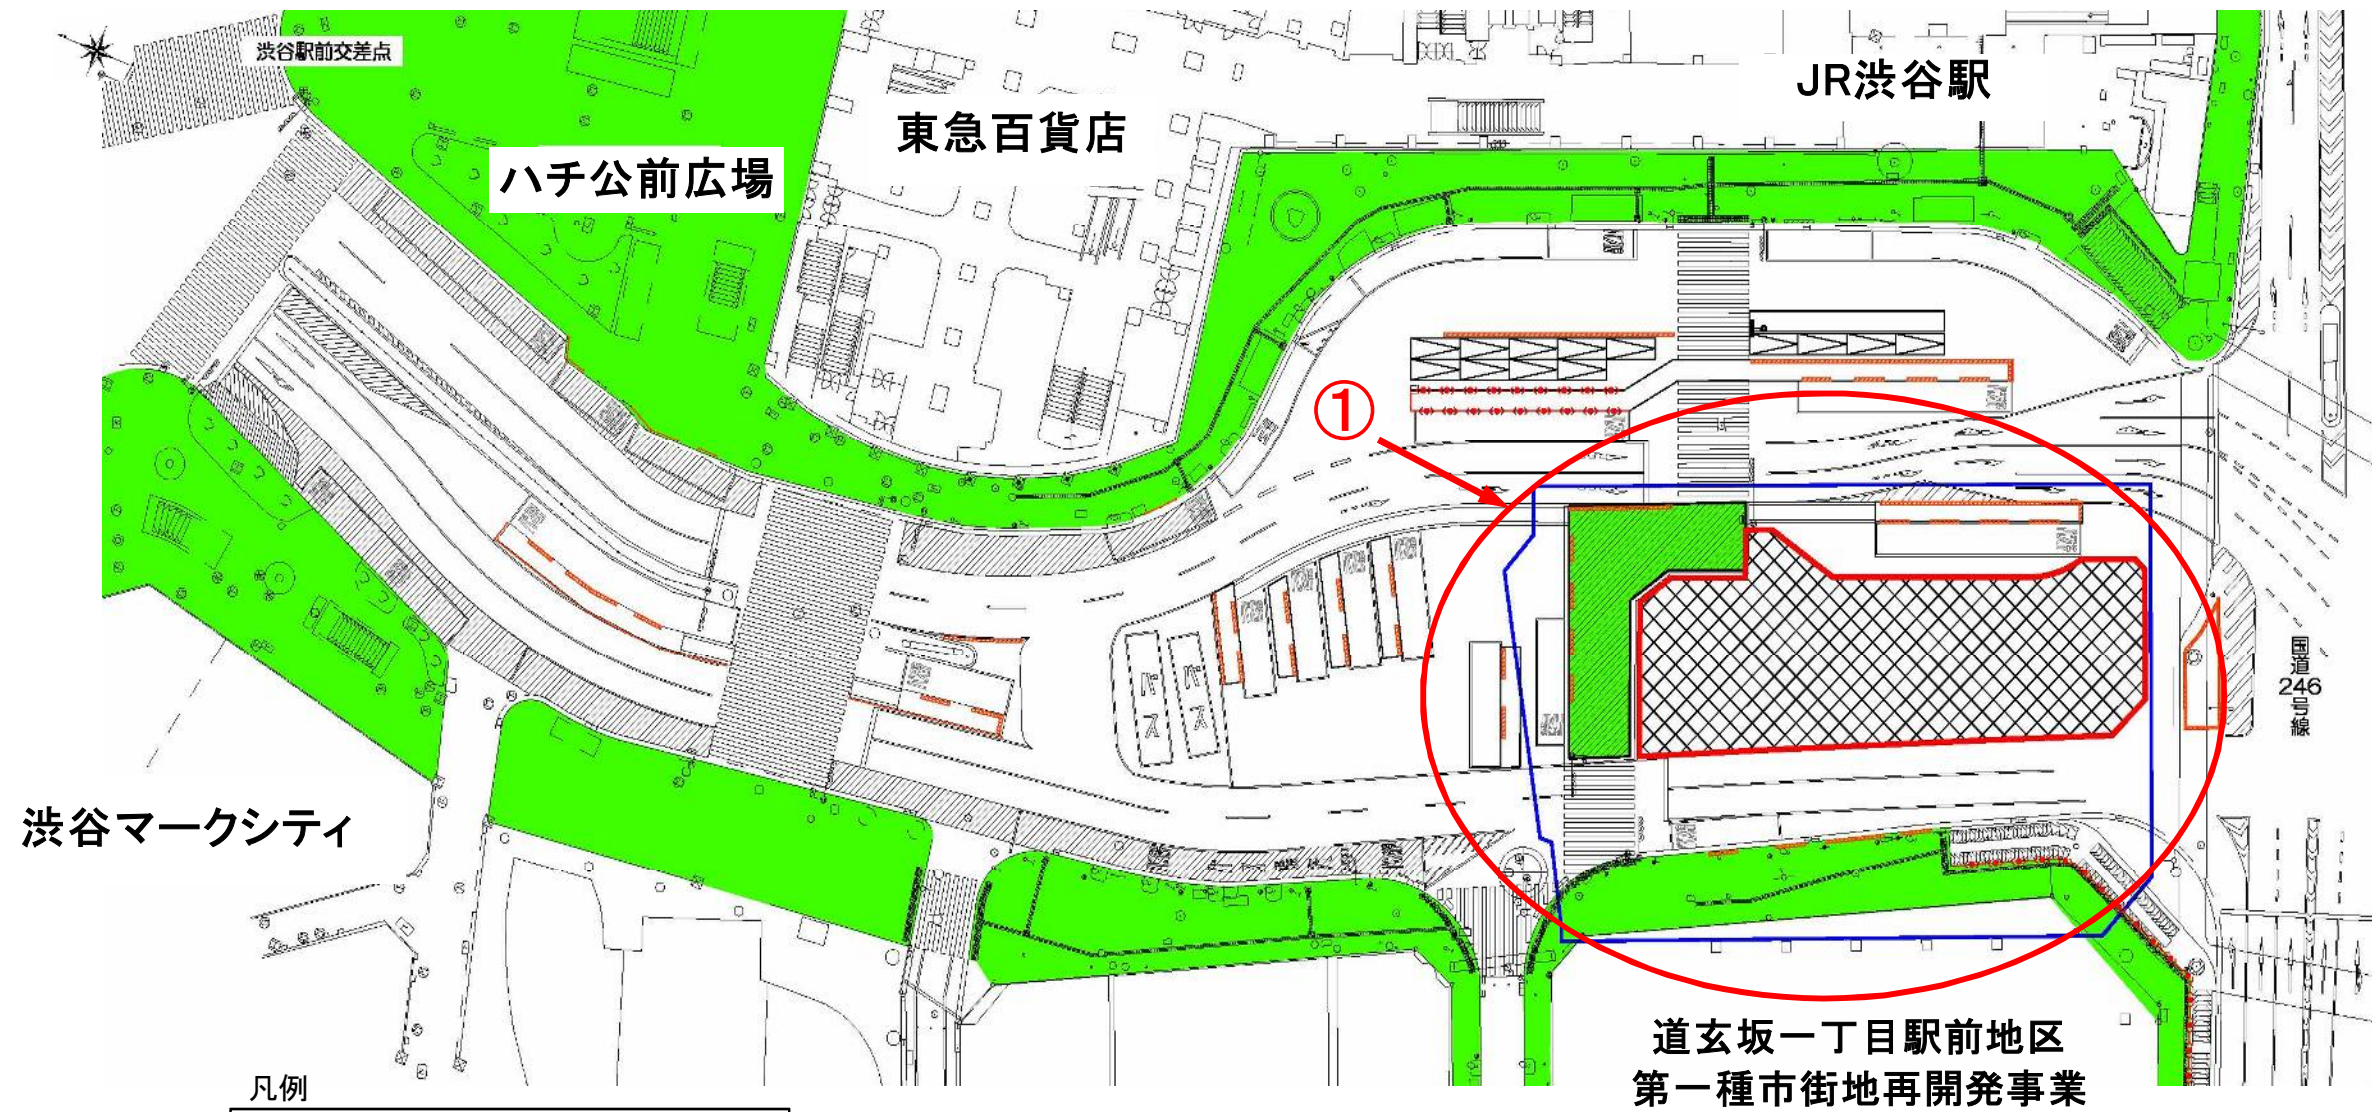 渋谷駅前交差点
JR渋谷駅
東急百貨店
ハチ公前広場
①
バス
バス
国道246号線
渋谷マークシティ
道玄坂一丁目駅前地区
第一種市街地再開発事業
凡例